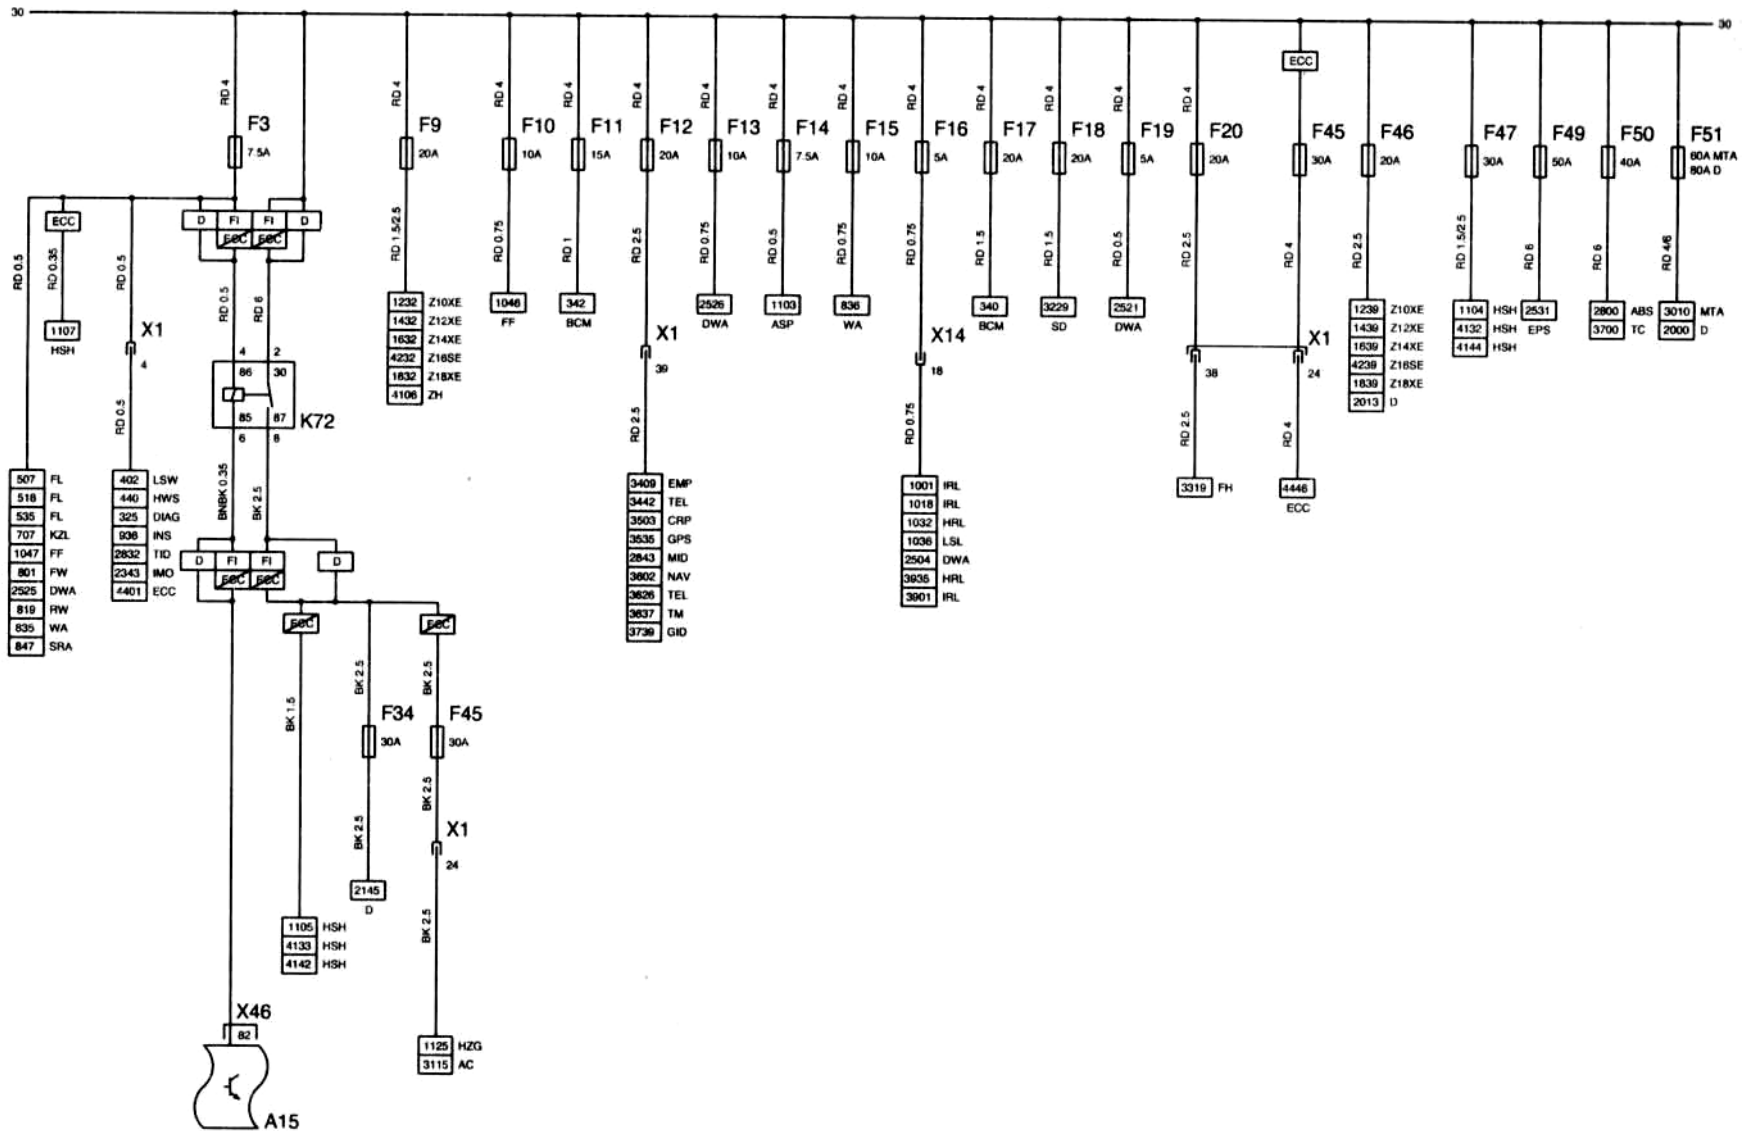 30
30
ECC
RD 4
RD 4
RD 4
RD 4
RD 4
RD 4
RD 4
RD 4
RD 4
RD 4
RD 4
RD 4
RD 4
F3
7.5A
F9
20A
F10
10A
F11
15A
F12
20A
F13
10A
F14
7.5A
F15
10A
F16
5A
F17
20A
F18
20A
F19
5A
F20
20A
F45
30A
F46
20A
F47
30A
F49
50A
F50
40A
F51
60A MTA
80A D
D FI FI D
ECC ECC ECC
RD 0.5
RD 0.35
RD 0.5
RD 0.5
RD 6
RD 1.5/2.5
RD 0.75
RD 1
RD 2.5
RD 0.75
RD 0.5
RD 0.75
RD 0.75
RD 1.5
RD 1.5
RD 0.5
RD 2.5
RD 4
RD 2.5
RD 1.5/2.5
RD 6
RD 6
RD 4/6
1107
HSH
X1
4
RD 0.5
4 2
86 30
85 87
6 8
K72
1232 Z10XE
1432 Z12XE
1632 Z14XE
4232 Z16SE
1832 Z18XE
4106 ZH
1046
FF
342
BCM
X1
39
RD 2.5
2526
DWA
1103
ASP
836
WA
X14
18
RD 0.75
340
BCM
3229
SD
2521
DWA
38
X1
24
RD 2.5
RD 4
3319 FH
4446
ECC
1239 Z10XE
1439 Z12XE
1639 Z14XE
4239 Z16SE
1839 Z18XE
2013 D
1104 HSH
4132 HSH
4144 HSH
2531
EPS
2800 ABS
3700 TC
3010 MTA
2000 D
507 FL
518 FL
535 FL
707 KZL
1047 FF
801 FW
2525 DWA
819 RW
835 WA
847 SRA
402 LSW
440 HWS
325 DIAG
936 INS
2832 TID
2343 IMO
4401 ECC
BNBK 0.35
BK 2.5
3409 EMP
3442 TEL
3503 CRP
3535 GPS
2843 MID
3602 NAV
3626 TEL
3637 TM
3739 GID
1001 IRL
1018 IRL
1032 HRL
1036 LSL
2504 DWA
3935 HRL
3901 IRL
D FI FI D
ECC ECC
ECC
ECC
BK 1.5
BK 2.5
BK 2.5
F34
30A
F45
30A
BK 2.5
BK 2.5
X1
24
BK 2.5
2145
D
1105 HSH
4133 HSH
4142 HSH
X46
82
1125 HZG
3115 AC
A15